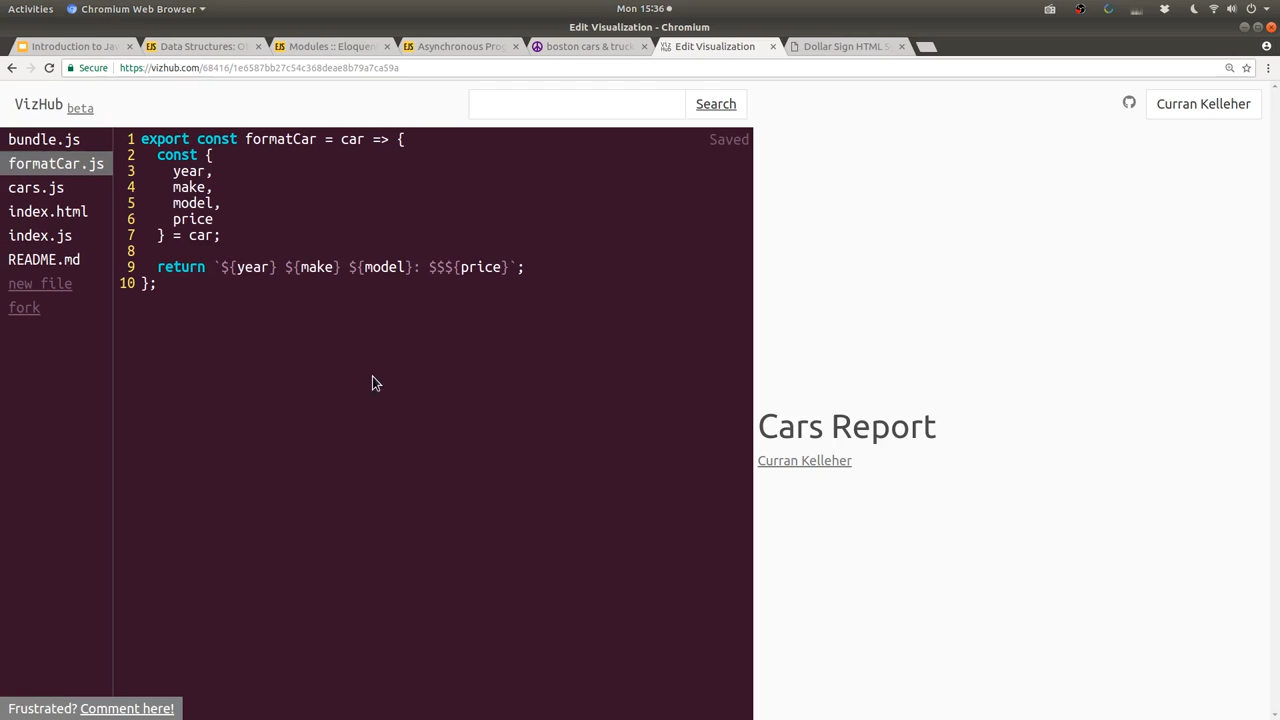 Activities Chromium Web Browser Mon 15:36
Edit Visualization - Chromium
Introduction to Jav × Data Structures: O × Modules :: Eloquen × Asynchronous Prog × boston cars & truck × Edit Visualization × Dollar Sign HTML S ×
Secure https://vizhub.com/68416/1e6587bb27c54c368deae8b79a7ca59a
VizHub beta Search Curran Kelleher
bundle.js
formatCar.js
cars.js
index.html
index.js
README.md
new file
fork
1 export const formatCar = car => { Saved
2 const {
3 year,
4 make,
5 model,
6 price
7 } = car;
8
9 return `${year} ${make} ${model}: $$${price}`;
10 };
Cars Report
Curran Kelleher
Frustrated? Comment here!